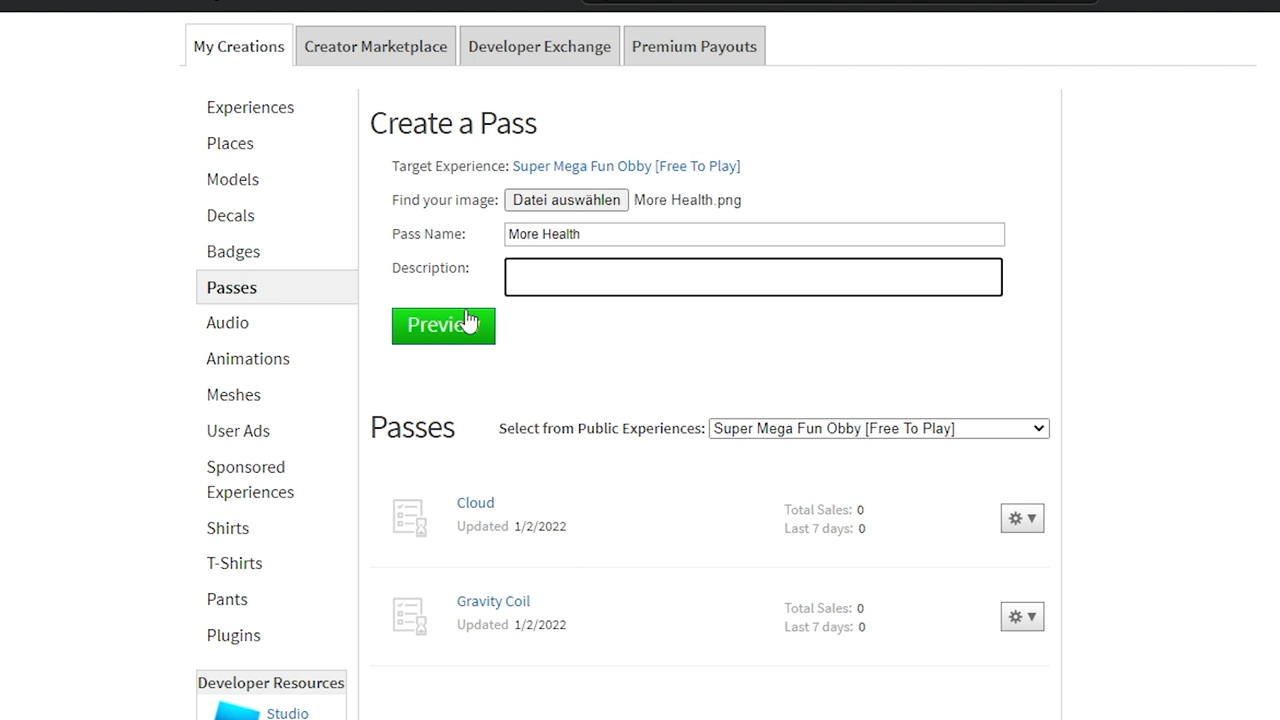 My Creations
Creator Marketplace
Developer Exchange
Premium Payouts
Experiences
Places
Models
Decals
Badges
Passes
Audio
Animations
Meshes
User Ads
Sponsored
Experiences
Shirts
T-Shirts
Pants
Plugins
Developer Resources
Studio
Create a Pass
Target Experience: Super Mega Fun Obby [Free To Play]
Find your image: Datei auswählen More Health.png
Pass Name: More Health
Description:
Passes Select from Public Experiences: Super Mega Fun Obby [Free To Play]
Cloud
Updated 1/2/2022
Total Sales: 0
Last 7 days: 0
Gravity Coil
Updated 1/2/2022
Total Sales: 0
Last 7 days: 0